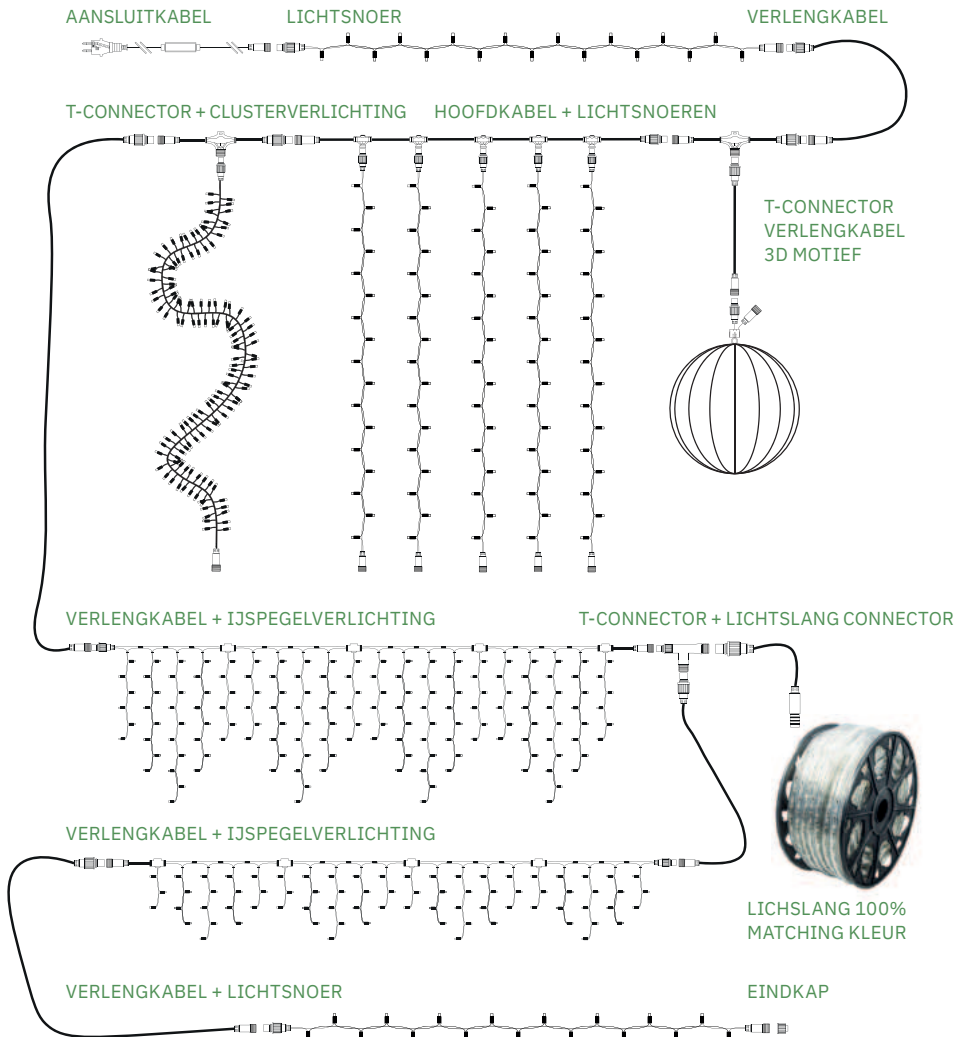 AANSLUITKABEL
LICHTSNOER
VERLENGKABEL
T-CONNECTOR + CLUSTERVERLICHTING
HOOFDKABEL + LICHTSNOEREN
T-CONNECTOR
VERLENGKABEL
3D MOTIEF
VERLENGKABEL + IJSPEGELVERLICHTING
T-CONNECTOR + LICHTSLANG CONNECTOR
VERLENGKABEL + IJSPEGELVERLICHTING
LICHSLANG 100%
MATCHING KLEUR
VERLENGKABEL + LICHTSNOER
EINDKAP